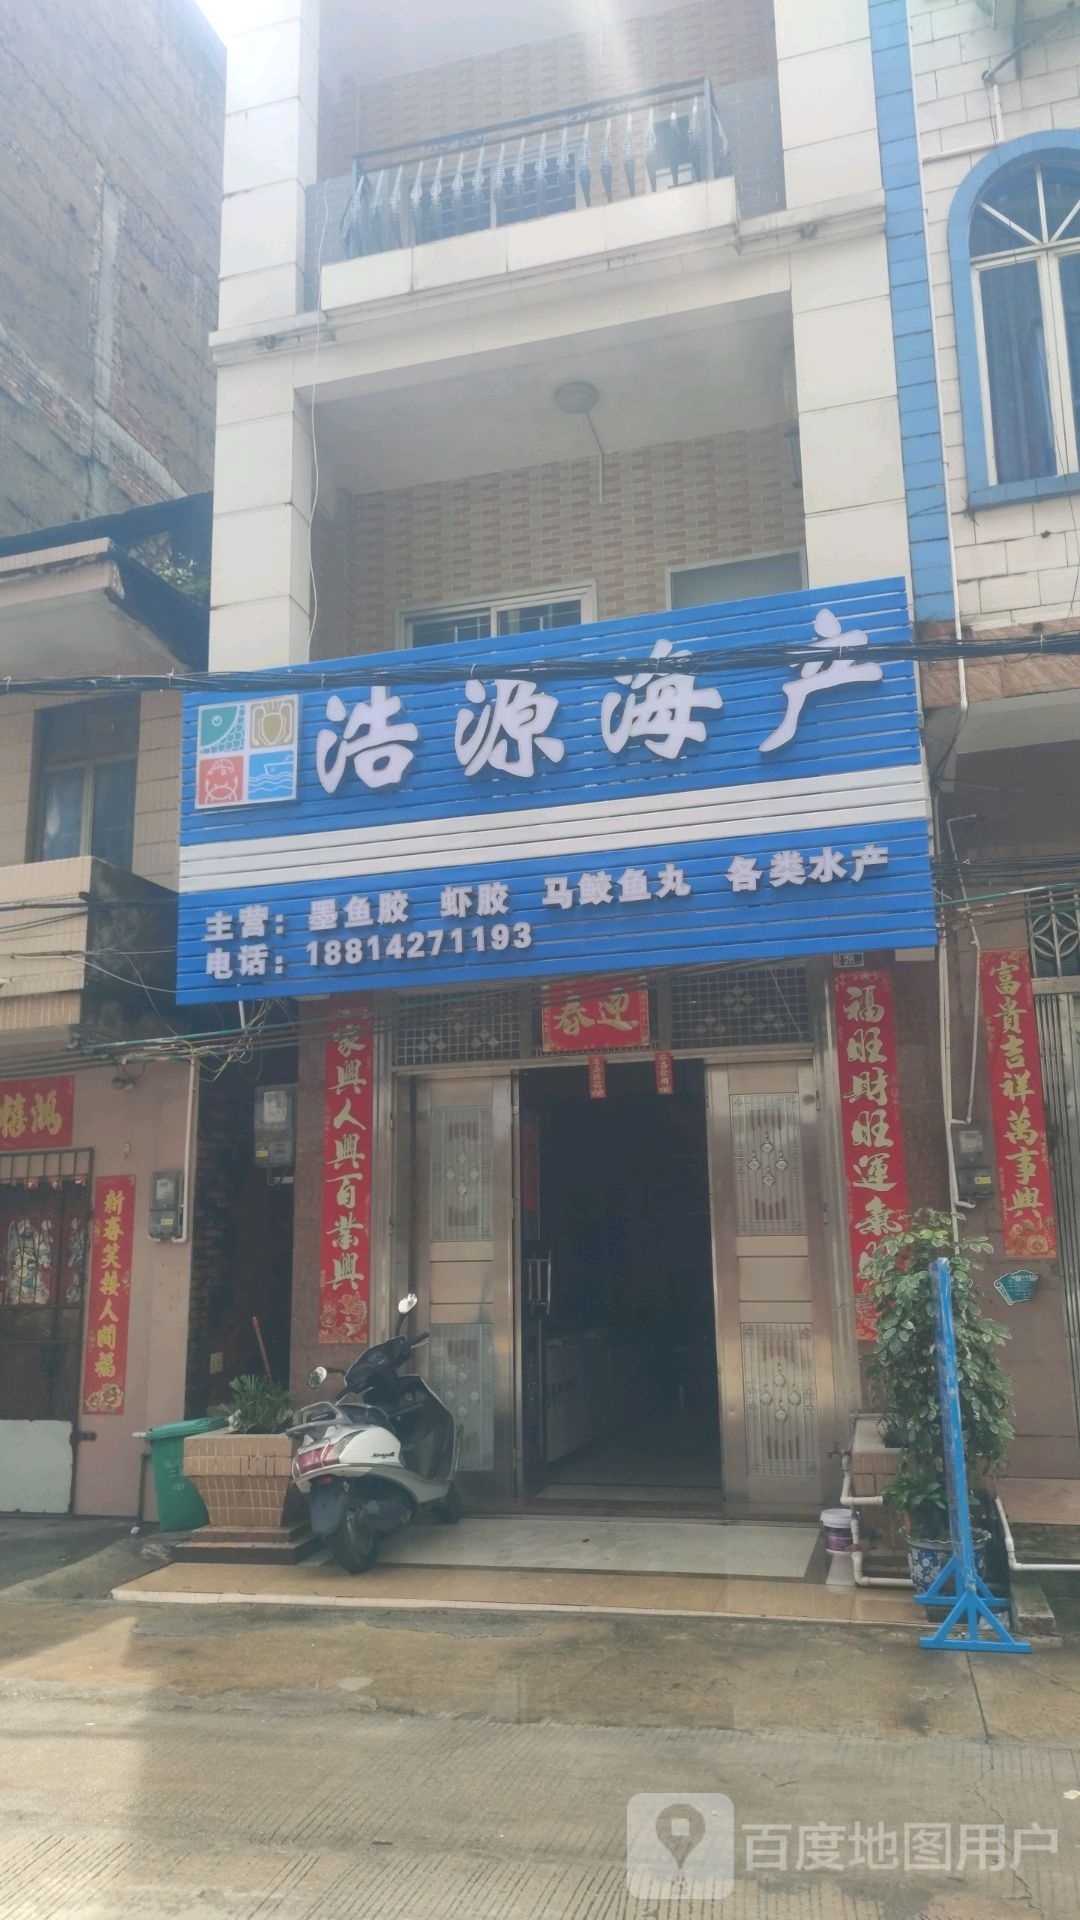 浩源海产
主营：墨鱼胶 虾胶 马鲛鱼丸 各类水产
电话：18814271193
28
迎春
家興人興百業興
福旺財旺運氣
富貴吉祥萬事興
鴻禧
新春笑接人間福
百度地图用户